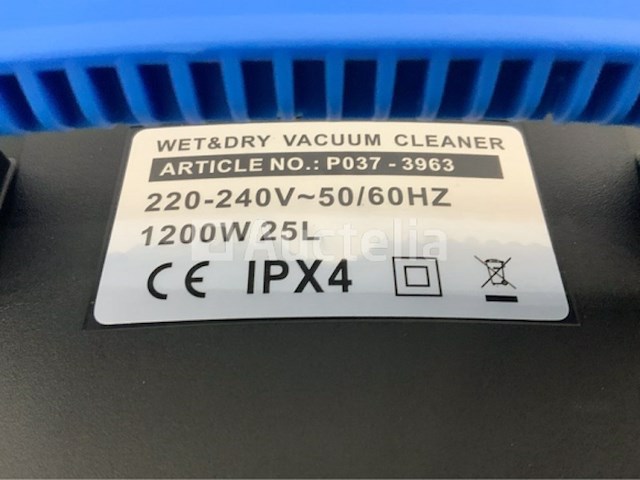 WET&DRY VACUUM CLEANER
ARTICLE NO.: P037 - 3963
220-240V~50/60HZ
1200W 25L
Auctelia
CE IPX4